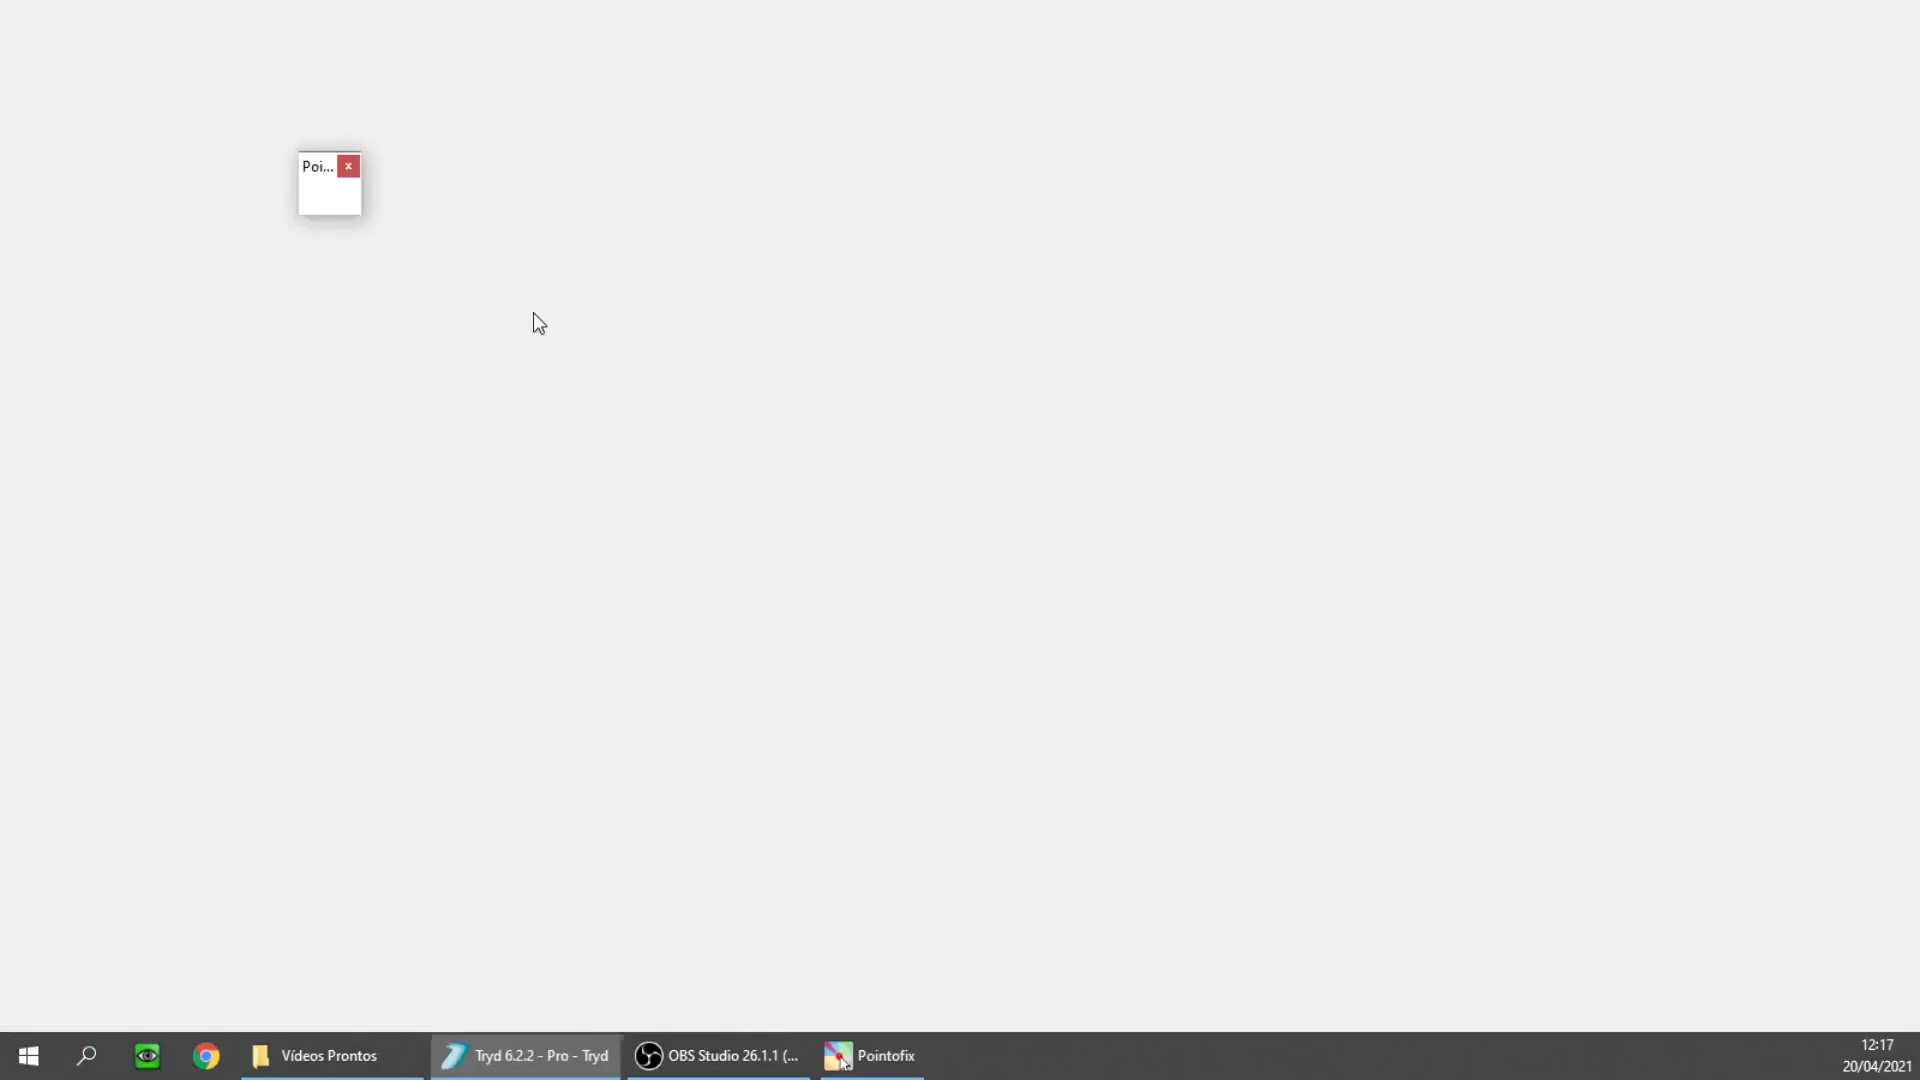 Poi... x
Vídeos Prontos
Tryd 6.2.2 - Pro - Tryd
OBS Studio 26.1.1 (...
Pointofix
12:17
20/04/2021